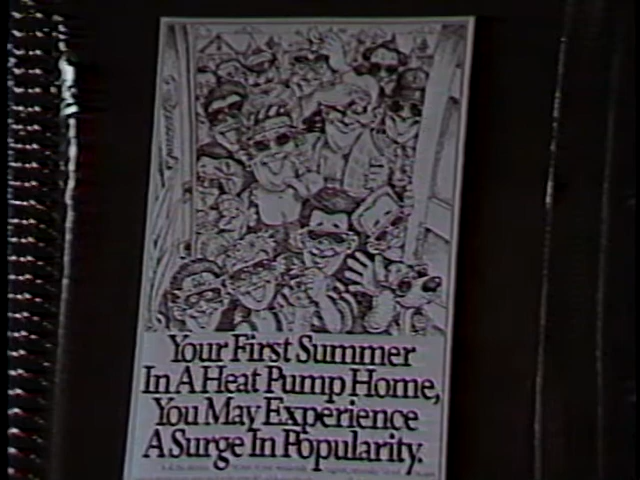 Your First Summer
In A Heat Pump Home,
You May Experience
A Surge In Popularity.